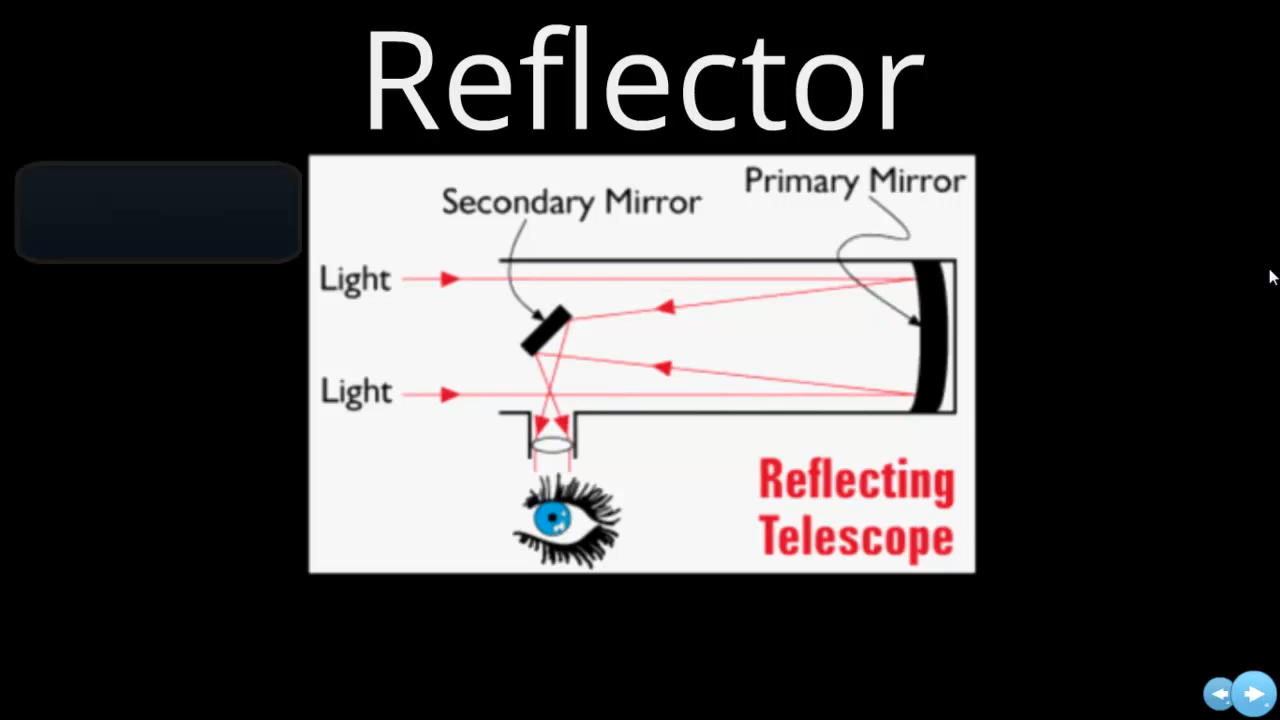 Reflector
Primary Mirror
Secondary Mirror
Light
Light
Reflecting
Telescope